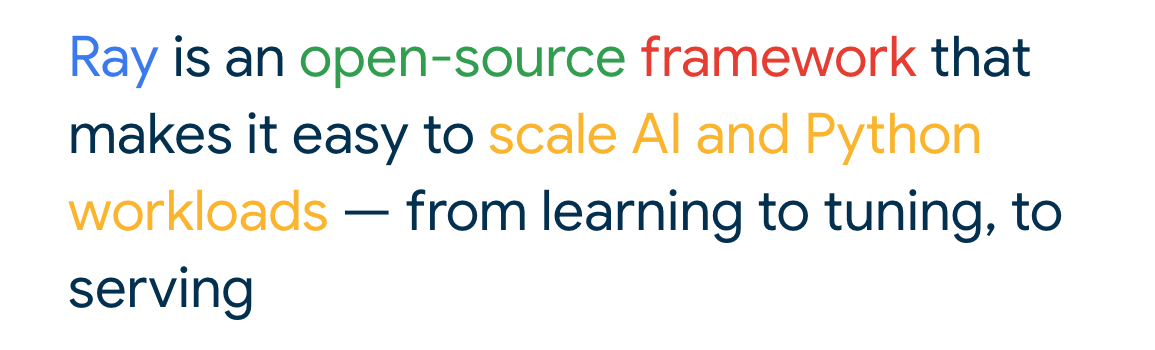 Ray is an open-source framework that
makes it easy to scale AI and Python
workloads — from learning to tuning, to
serving